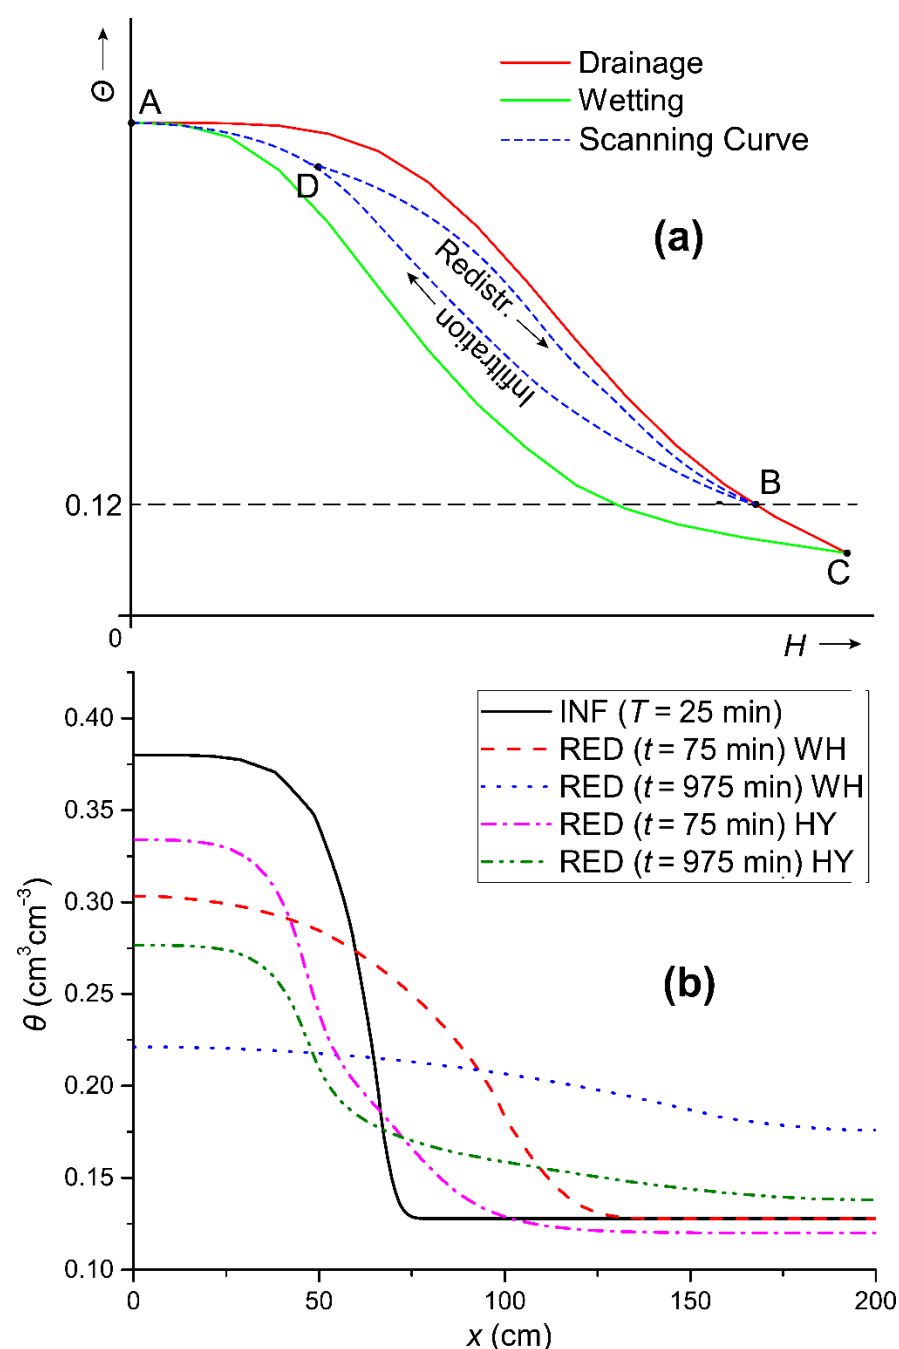 Θ →
A
Drainage
Wetting
Scanning Curve
D
(a)
Redistr.
Infiltration
B
0.12
C
0
H →
INF (T = 25 min)
RED (t = 75 min) WH
RED (t = 975 min) WH
RED (t = 75 min) HY
RED (t = 975 min) HY
0.40
0.35
0.30
0.25
0.20
0.15
0.10
θ (cm³cm⁻³)
(b)
0 50 100 150 200
x (cm)